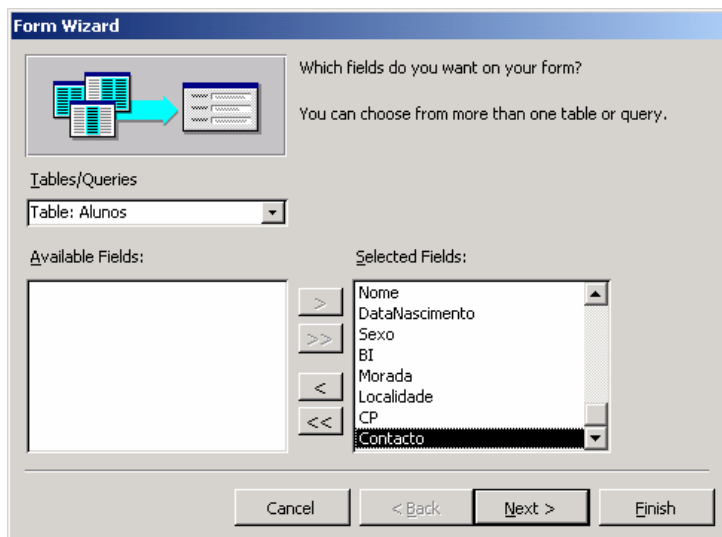 Form Wizard
Which fields do you want on your form?
You can choose from more than one table or query.
Tables/Queries
Table: Alunos
Available Fields:
Selected Fields:
>
>>
<
<<
Nome
DataNascimento
Sexo
BI
Morada
Localidade
CP
Contacto
Cancel
< Back
Next >
Finish